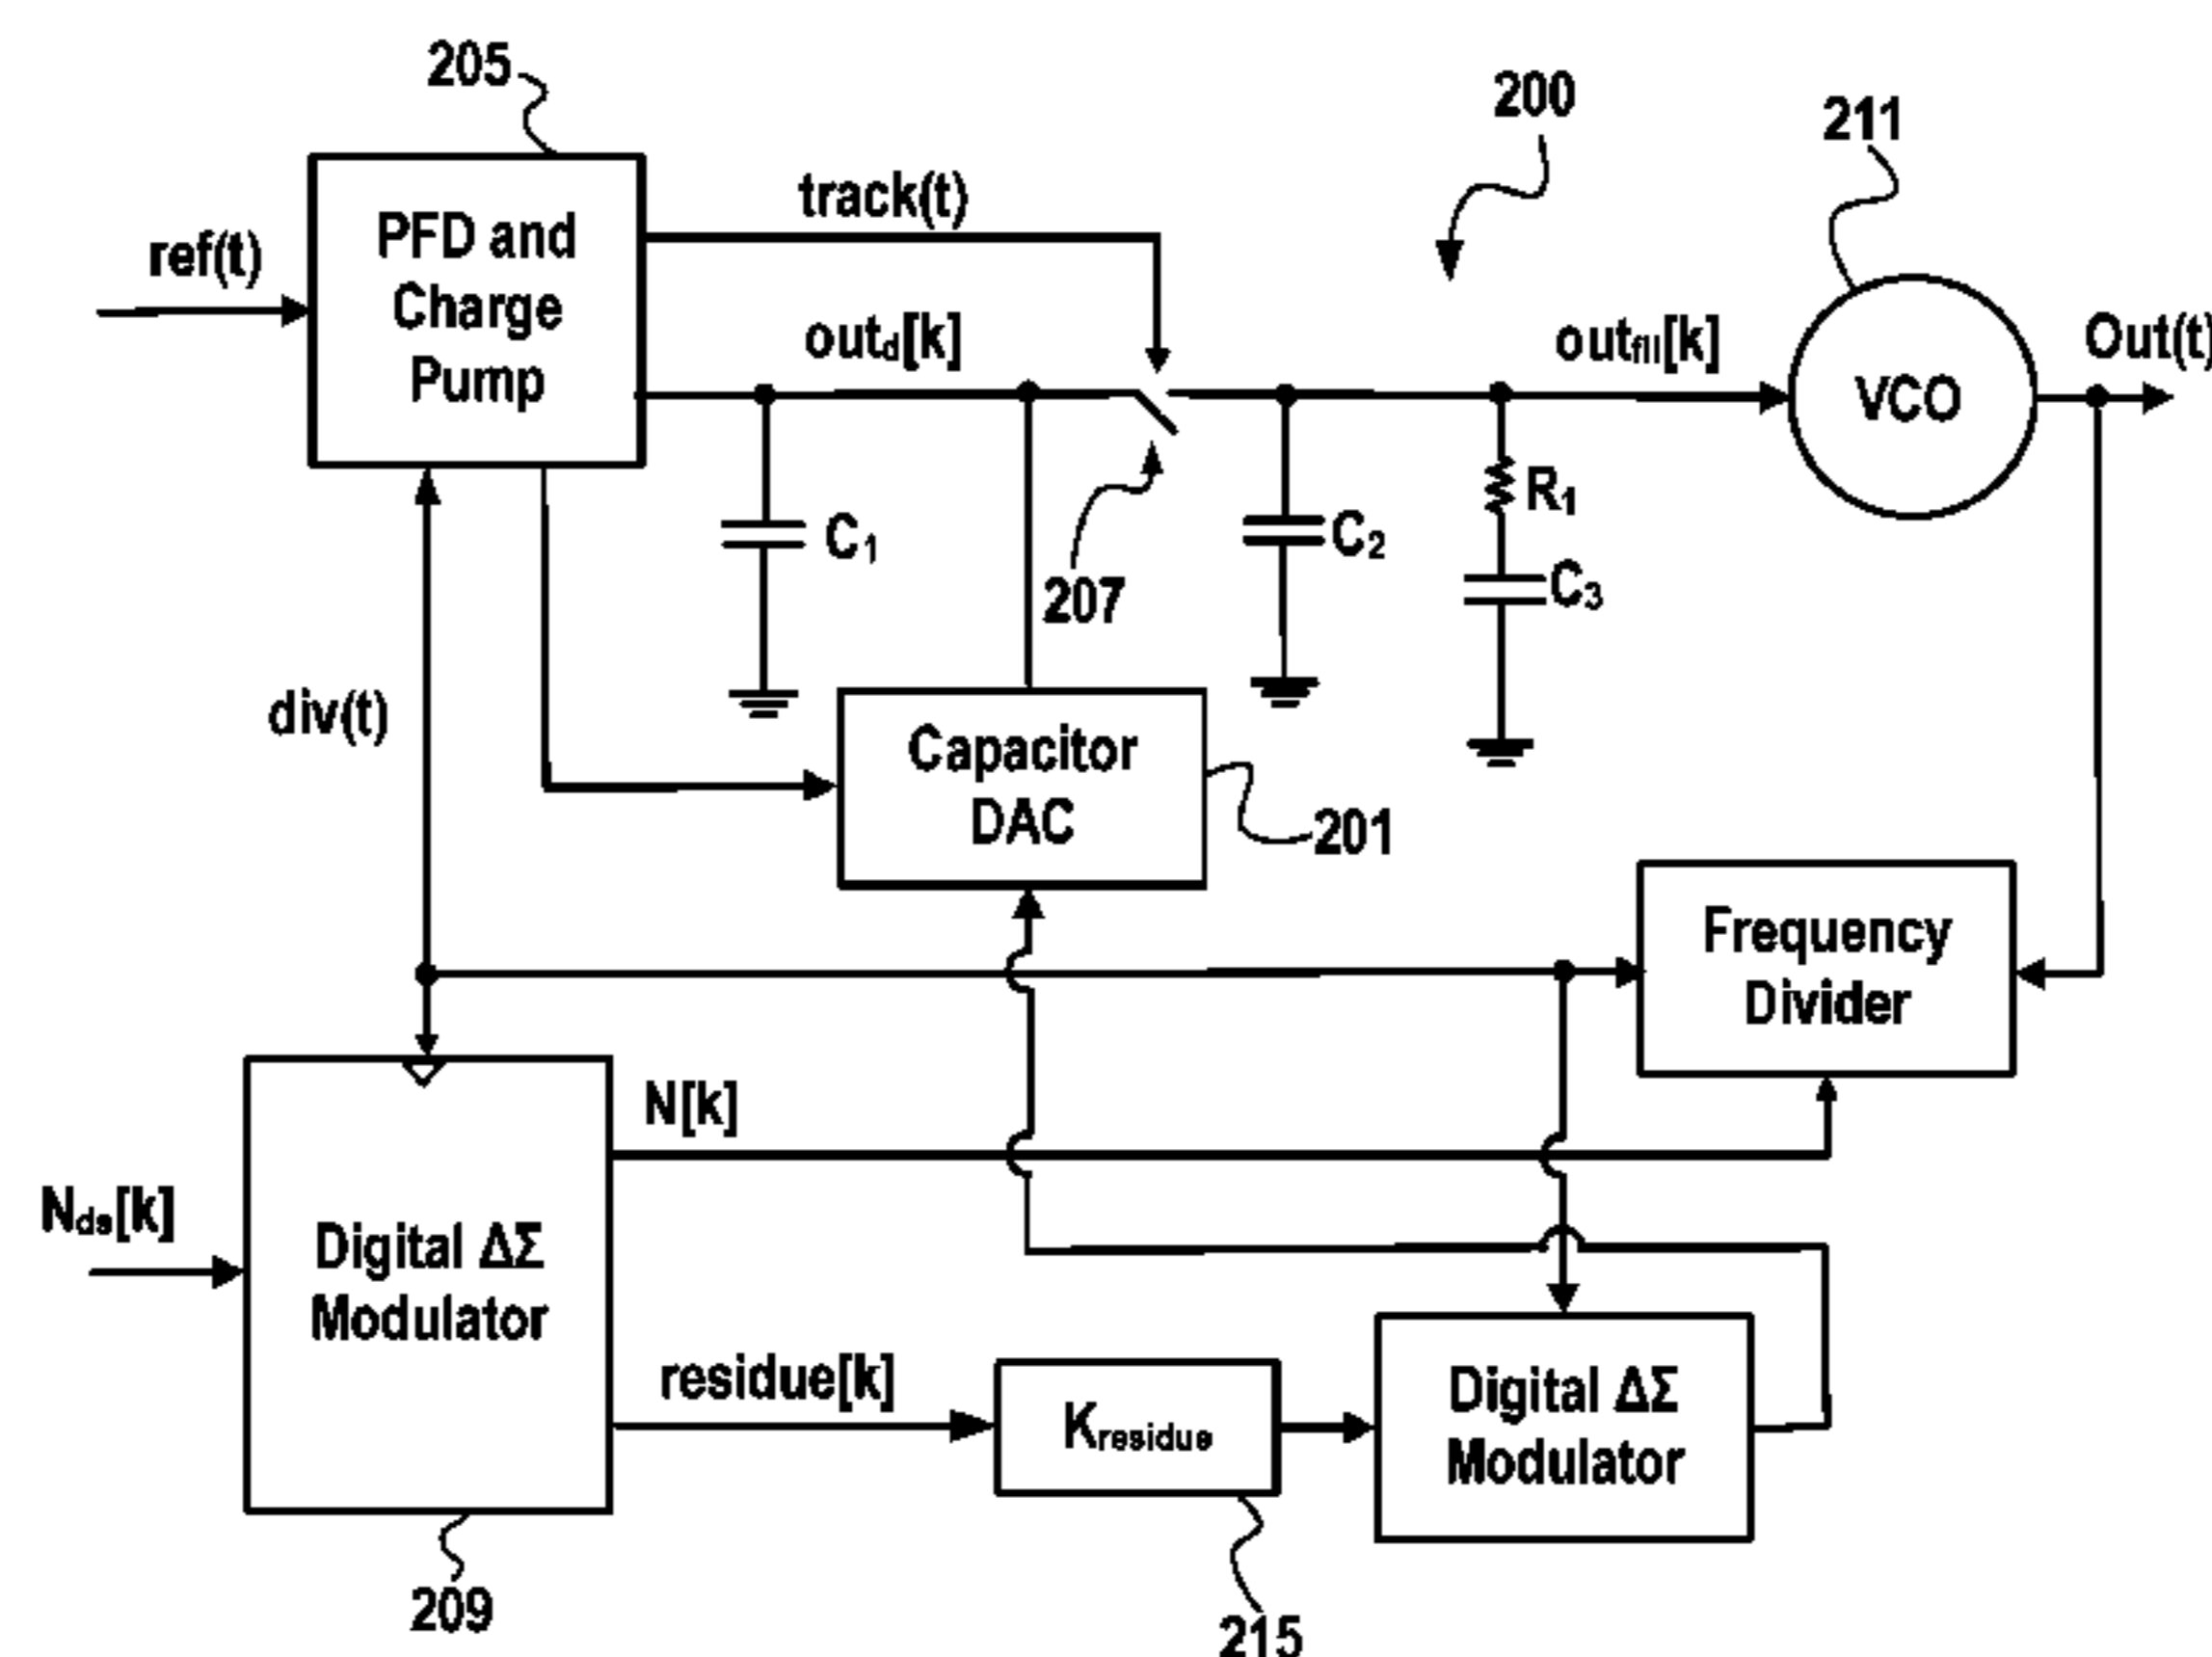 205
200
211
PFD and
Charge
Pump
track(t)
ref(t)
outd[k]
outfil[k]
Out(t)
VCO
R1
C1
C2
C3
207
div(t)
Capacitor
DAC
201
Frequency
Divider
N[k]
Nds[k]
Digital ΔΣ
Modulator
residue[k]
Kresidue
Digital ΔΣ
Modulator
209
215